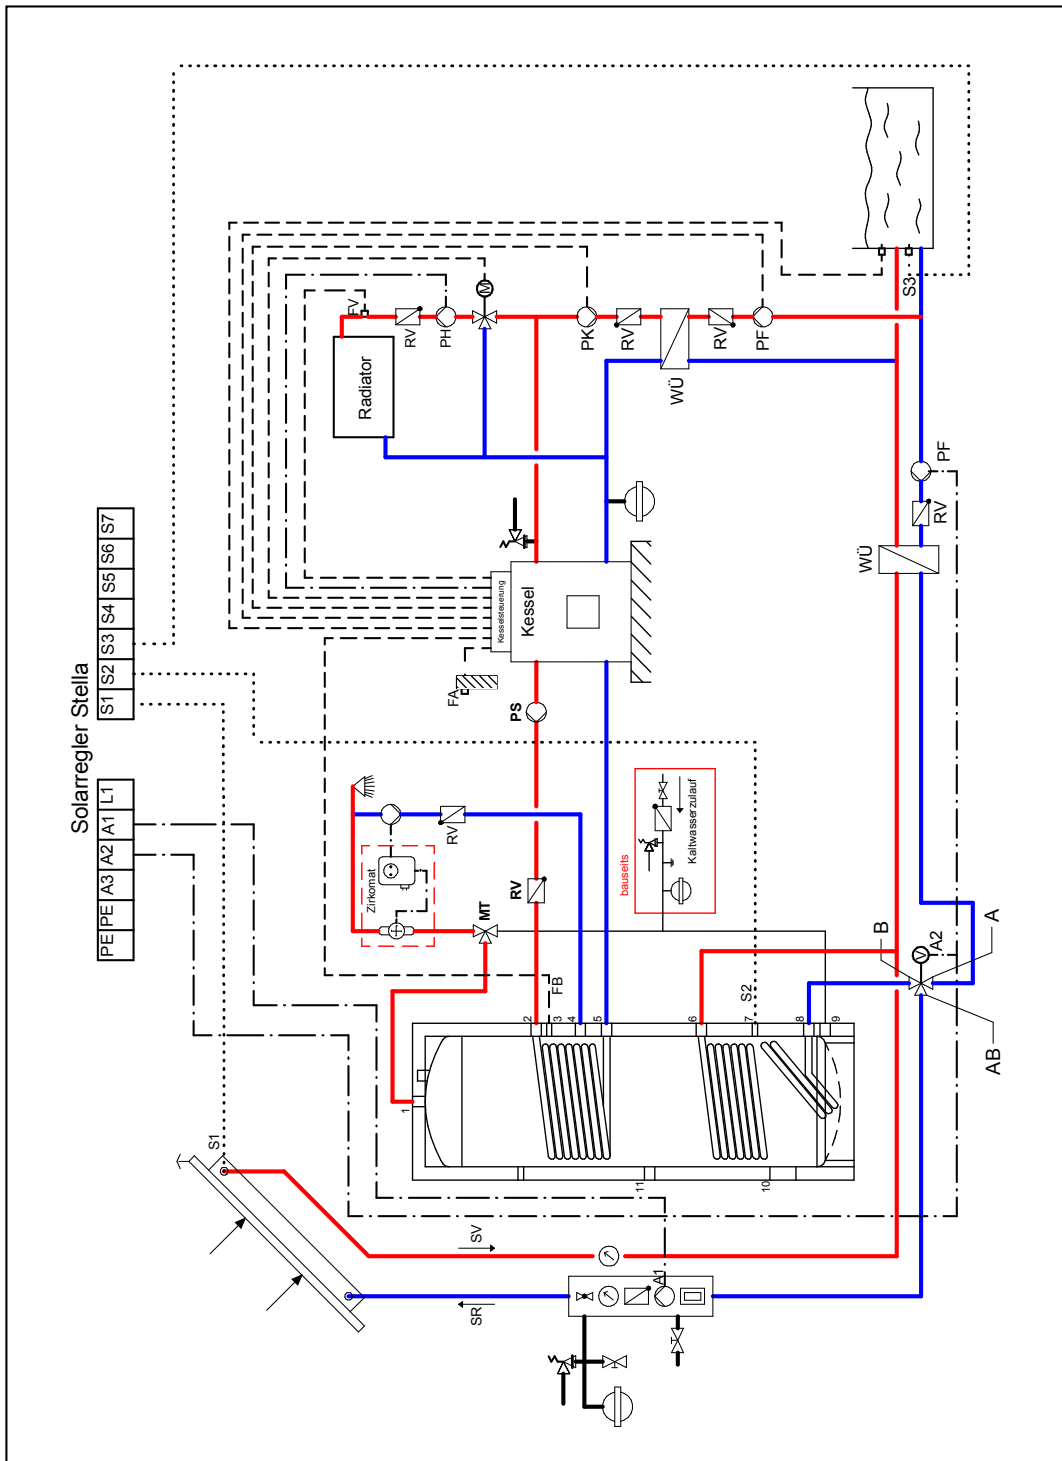 Solarregler Stella
PE PE A3 A2 A1 L1
S1 S2 S3 S4 S5 S6 S7
FV
RV
PH
M
Radiator
PK
RV
WÜ
RV
PF
S3
Kesselsteuerung
Kessel
FA
PS
RV
Zirkomat
RV
MT
bauseits
Kaltwasserzulauf
WÜ
RV
PF
B
A
V
A2
AB
FB
S2
1
2
3
4
5
6
7
8
9
10
11
S1
SV
SR
A1